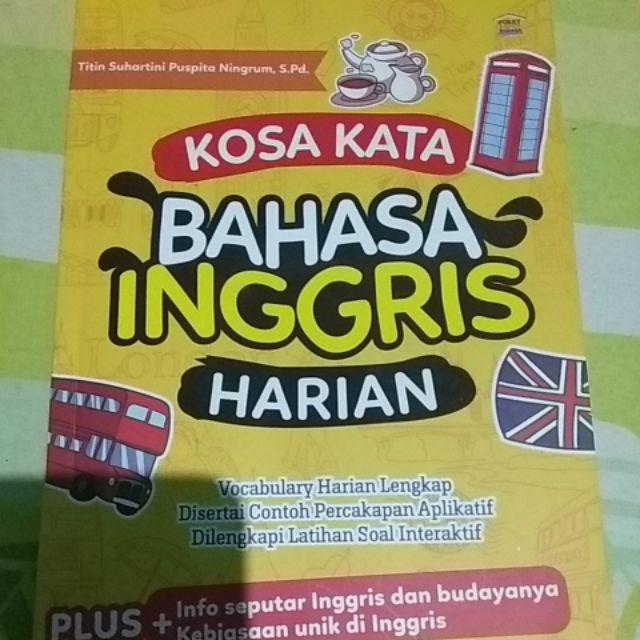 Titin Suhartini Puspita Ningrum, S.Pd.
KOSA KATA
BAHASA
INGGRIS
HARIAN
Vocabulary Harian Lengkap
Disertai Contoh Percakapan Aplikatif
Dilengkapi Latihan Soal Interaktif
PLUS + Info seputar Inggris dan budayanya
Kebiasaan unik di Inggris